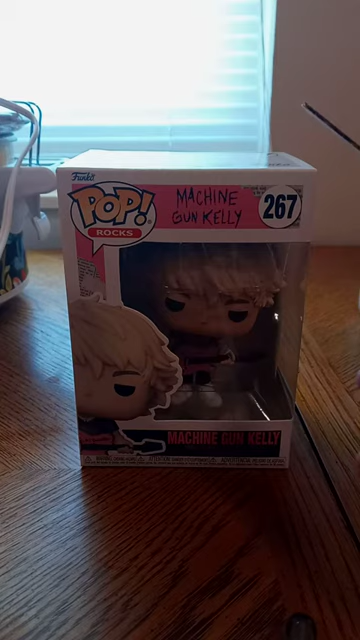 Funko
POP!
ROCKS
MACHINE
GUN KELLY
267
MACHINE GUN KELLY